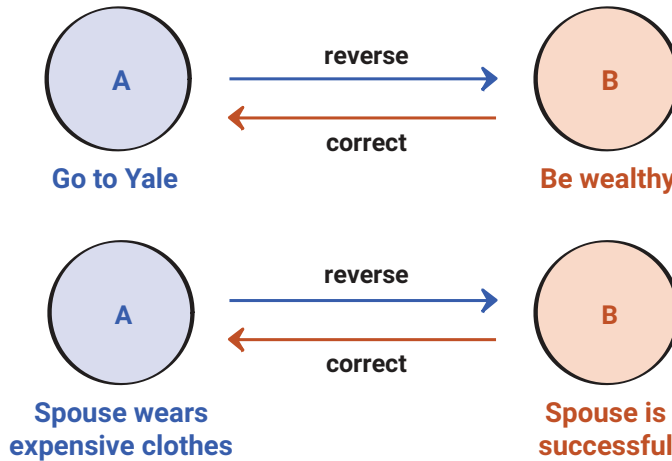 A
reverse
B
correct
Go to Yale
Be wealthy
A
reverse
B
correct
Spouse wears
expensive clothes
Spouse is
successful